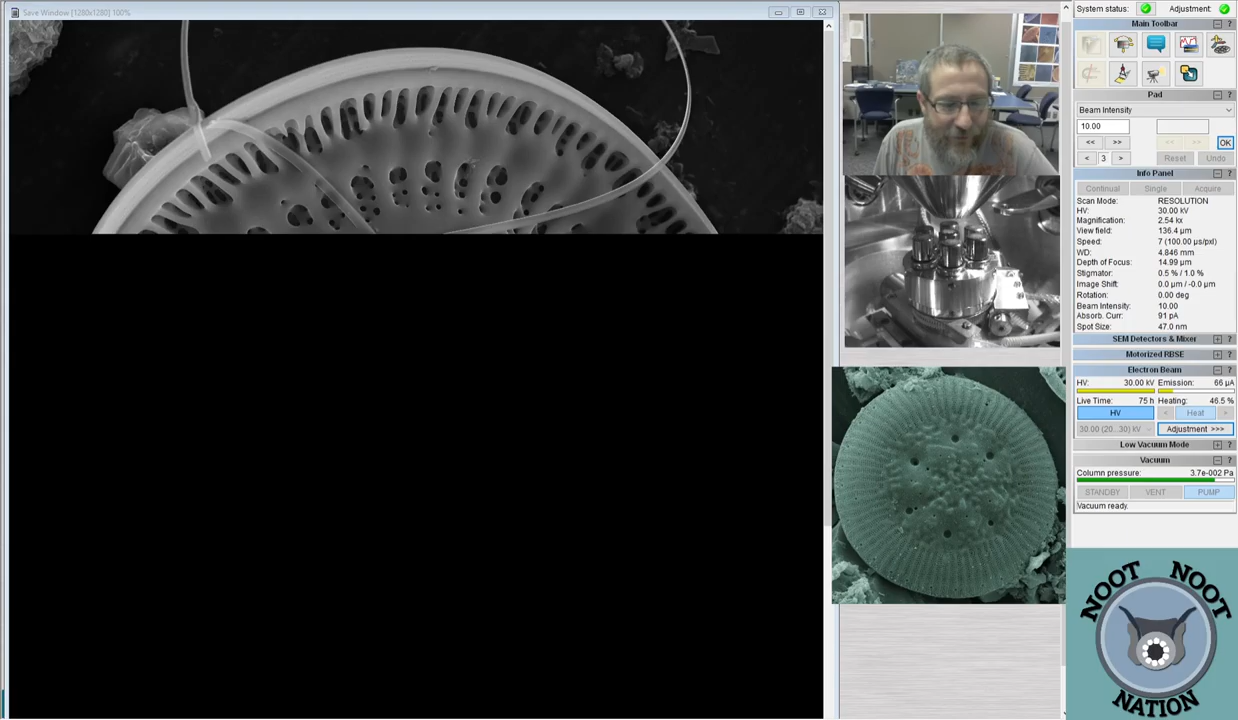 Save Window [1280x1280] 100%
System status: Adjustment:
Main Toolbar
?
Pad
?
Beam Intensity
10.00
<< >> << >> OK
< 3 > Reset Undo
Info Panel
?
Continual Single Acquire
Scan Mode: RESOLUTION
HV: 30.00 kV
Magnification: 2.54 kx
View field: 136.4 µm
Speed: 7 (100.00 µs/pxl)
WD: 4.846 mm
Depth of Focus: 14.99 µm
Stigmator: 0.5 % / 1.0 %
Image Shift: 0.0 µm / -0.0 µm
Rotation: 0.00 deg
Beam Intensity: 10.00
Absorb. Curr: 91 pA
Spot Size: 47.0 nm
SEM Detectors & Mixer
?
Motorized RBSE
?
Electron Beam
?
HV: 30.00 kV Emission: 66 µA
Live Time: 75 h Heating: 46.5 %
HV < Heat >
30.00 (20...30) kV Adjustment >>>
Low Vacuum Mode
?
Vacuum
?
Column pressure: 3.7e-002 Pa
STANDBY VENT PUMP
Vacuum ready.
NOOT NOOT
NATION